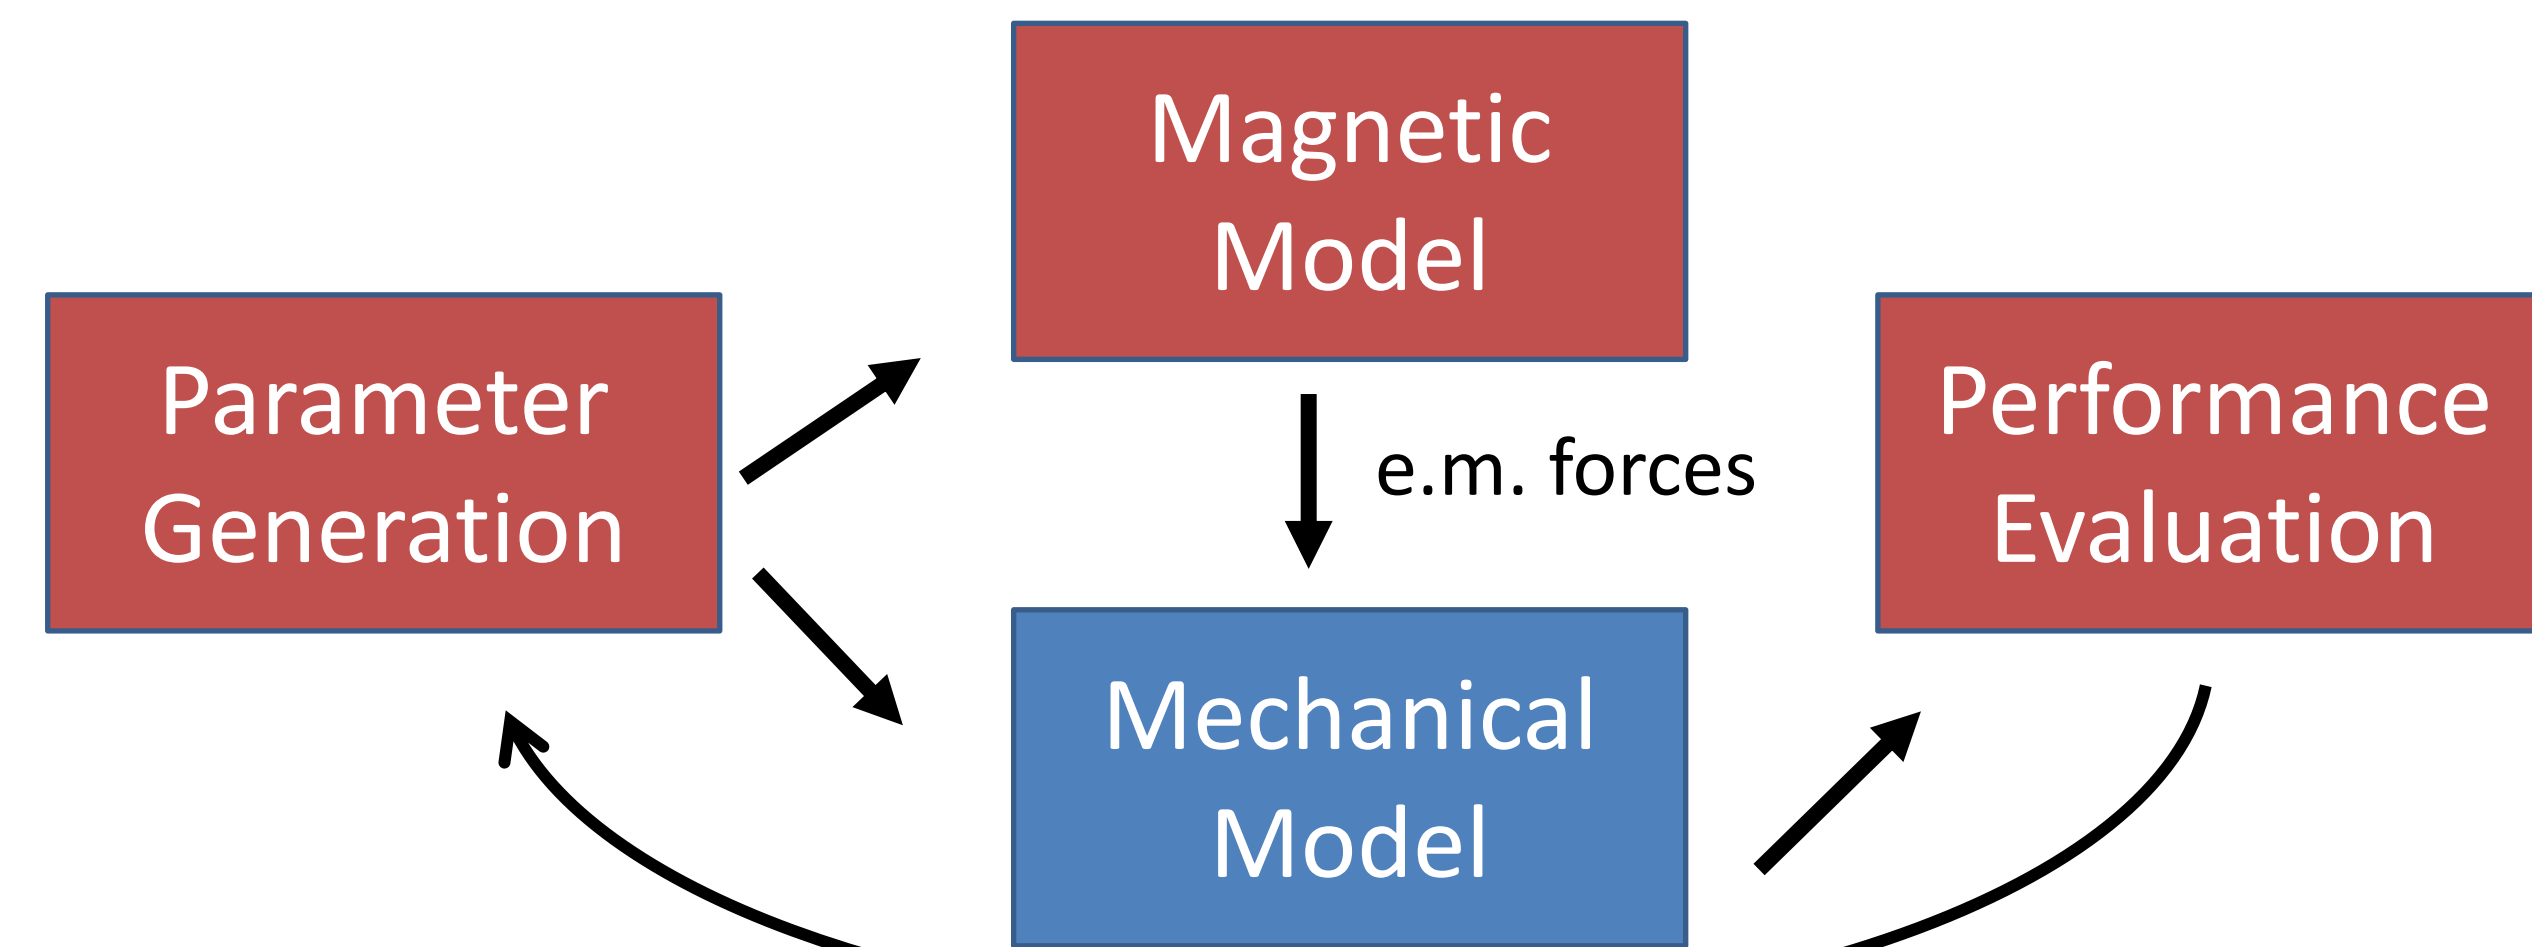 Magnetic
Model
Parameter
Generation
e.m. forces
Performance
Evaluation
Mechanical
Model